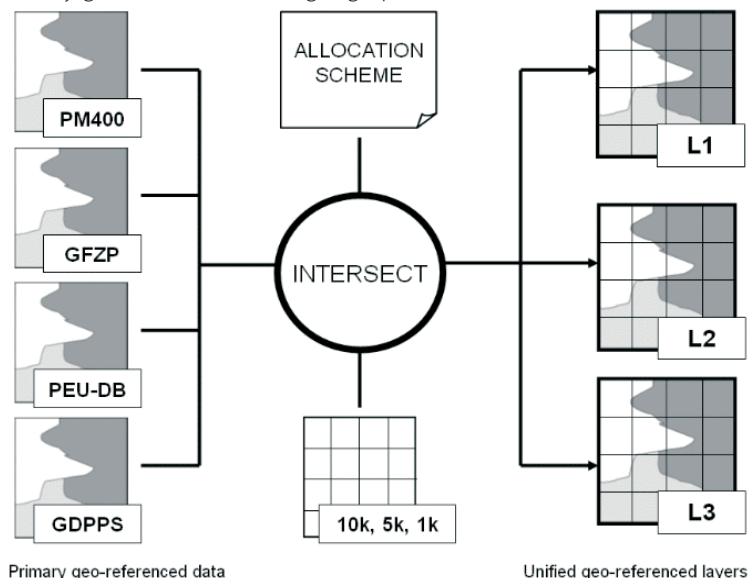 ALLOCATION
SCHEME
PM400
GFZP
PEU-DB
GDPPS
INTERSECT
10k, 5k, 1k
L1
L2
L3
Primary geo-referenced data
Unified geo-referenced layers